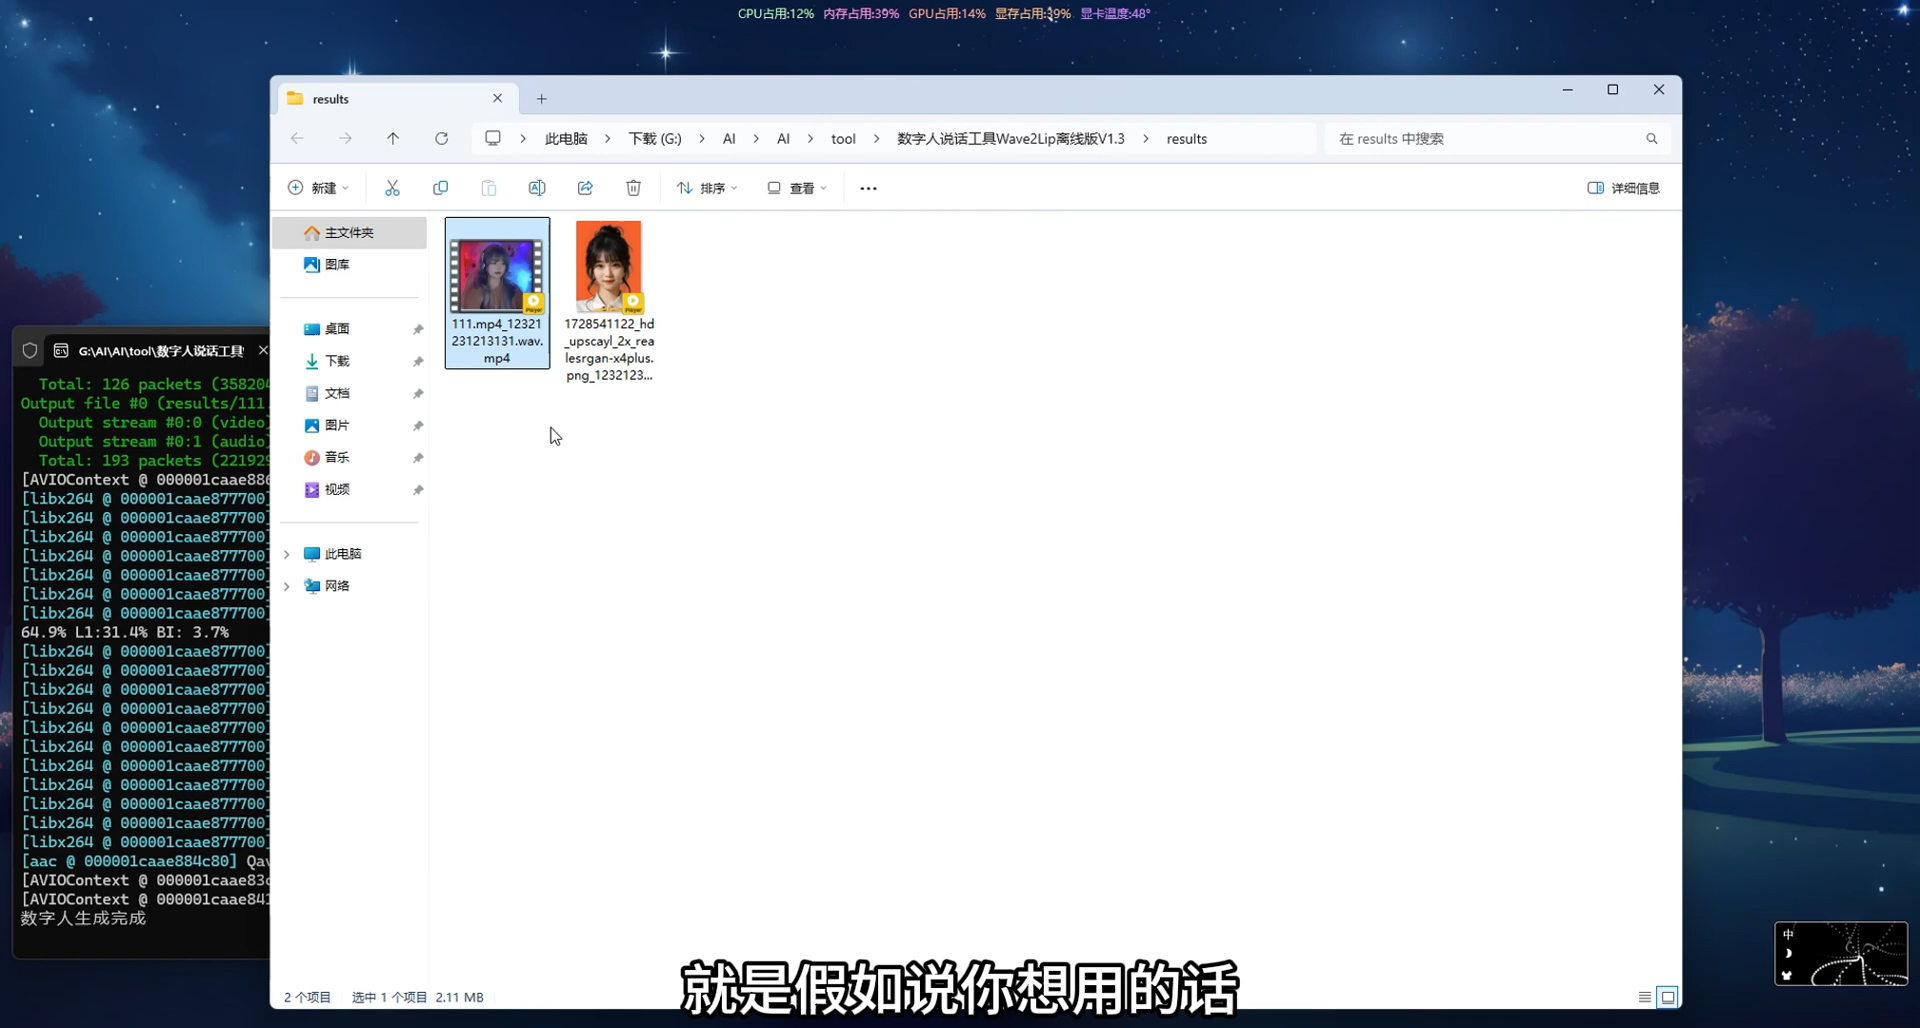 CPU占用:12% 内存占用:39% GPU占用:14% 显存占用:39% 显卡温度:48°
results
此电脑 下载 (G:) AI AI tool 数字人说话工具Wave2Lip离线版V1.3 results
在 results 中搜索
新建 排序 查看 详细信息
主文件夹
图库
桌面
下载
文档
图片
音乐
视频
此电脑
网络
111.mp4_12321
231213131.wav.
mp4
1728541122_hd
_upscayl_2x_rea
lesrgan-x4plus.
png_1232123...
G:\AI\AI\tool\数字人说话工具
Total: 126 packets (358204
Output file #0 (results/111
Output stream #0:0 (video)
Output stream #0:1 (audio)
Total: 193 packets (221929
[AVIOContext @ 000001caae886
[libx264 @ 000001caae877700]
[libx264 @ 000001caae877700]
[libx264 @ 000001caae877700]
[libx264 @ 000001caae877700]
[libx264 @ 000001caae877700]
[libx264 @ 000001caae877700]
[libx264 @ 000001caae877700]
64.9% L1:31.4% BI: 3.7%
[libx264 @ 000001caae877700]
[libx264 @ 000001caae877700]
[libx264 @ 000001caae877700]
[libx264 @ 000001caae877700]
[libx264 @ 000001caae877700]
[libx264 @ 000001caae877700]
[libx264 @ 000001caae877700]
[libx264 @ 000001caae877700]
[libx264 @ 000001caae877700]
[libx264 @ 000001caae877700]
[libx264 @ 000001caae877700]
[aac @ 000001caae884c80] Qav
[AVIOContext @ 000001caae83c
[AVIOContext @ 000001caae841
数字人生成完成
2 个项目 选中 1 个项目 2.11 MB
就是假如说你想用的话
中